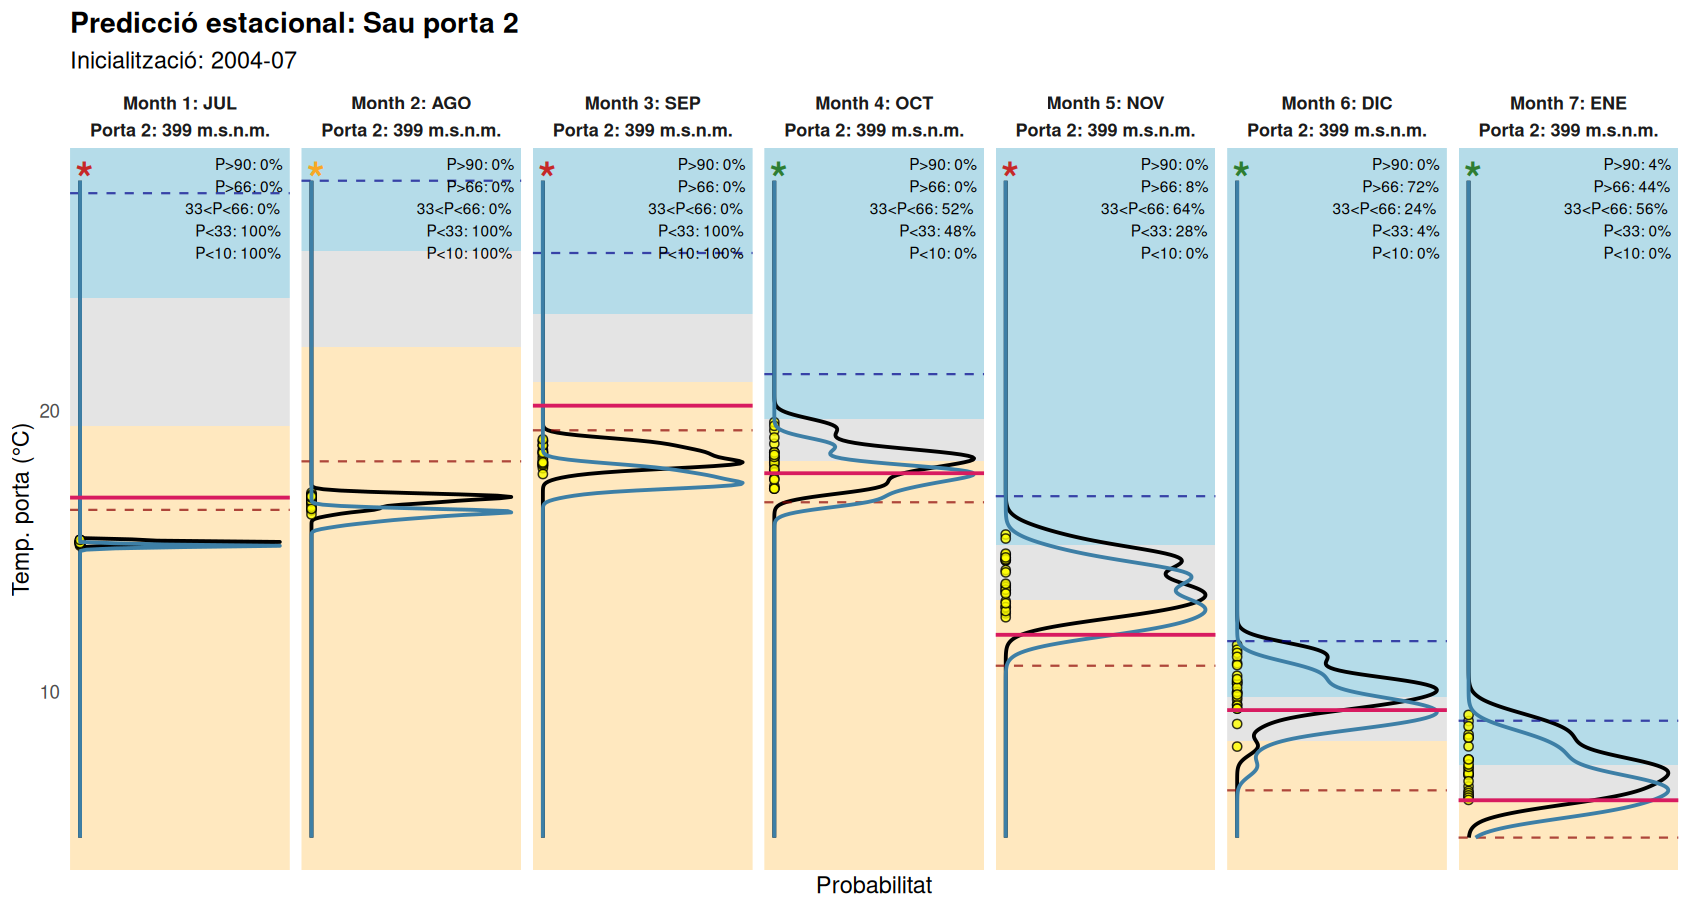 Predicció estacional: Sau porta 2
Inicialització: 2004-07
Month 1: JUL
Porta 2: 399 m.s.n.m.
Month 2: AGO
Porta 2: 399 m.s.n.m.
Month 3: SEP
Porta 2: 399 m.s.n.m.
Month 4: OCT
Porta 2: 399 m.s.n.m.
Month 5: NOV
Porta 2: 399 m.s.n.m.
Month 6: DIC
Porta 2: 399 m.s.n.m.
Month 7: ENE
Porta 2: 399 m.s.n.m.
P>90: 0%
P>66: 0%
33<P<66: 0%
P<33: 100%
P<10: 100%
P>90: 0%
P>66: 0%
33<P<66: 0%
P<33: 100%
P<10: 100%
P>90: 0%
P>66: 0%
33<P<66: 0%
P<33: 100%
P<10: 100%
P>90: 0%
P>66: 0%
33<P<66: 52%
P<33: 48%
P<10: 0%
P>90: 0%
P>66: 8%
33<P<66: 64%
P<33: 28%
P<10: 0%
P>90: 0%
P>66: 72%
33<P<66: 24%
P<33: 4%
P<10: 0%
P>90: 4%
P>66: 44%
33<P<66: 56%
P<33: 0%
P<10: 0%
20
10
Temp. porta (°C)
Probabilitat